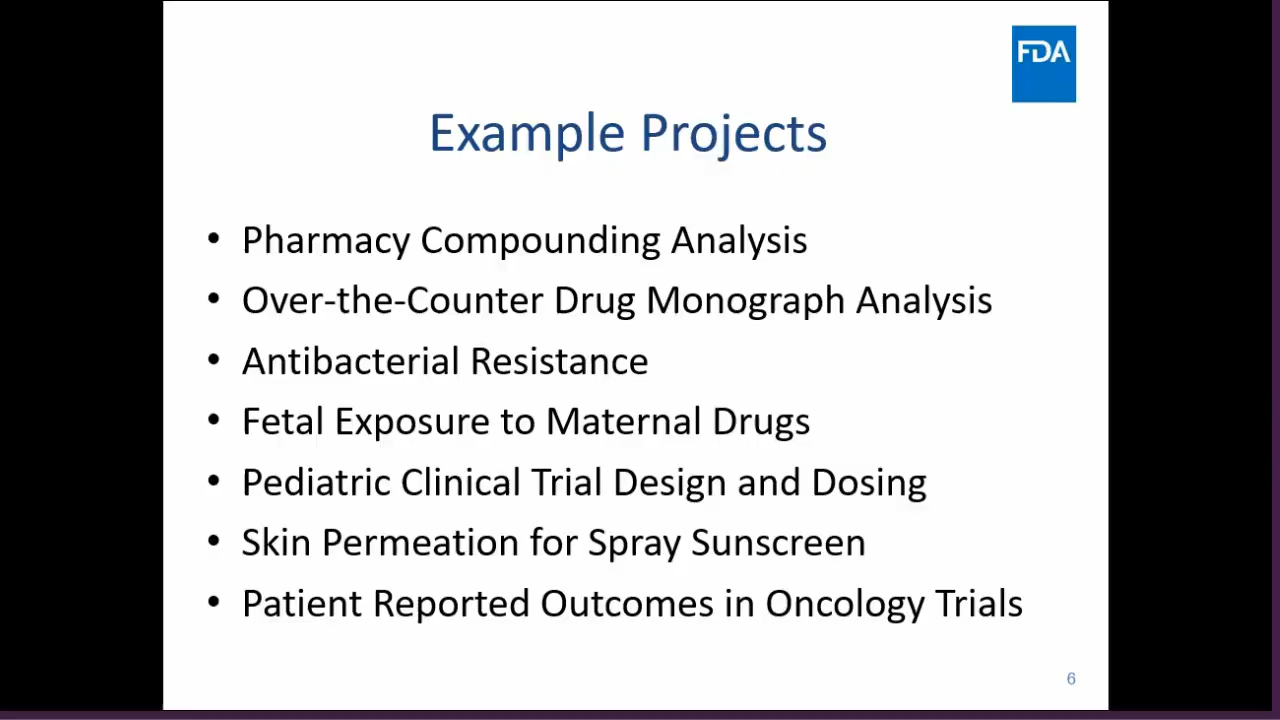 FDA
Example Projects
• Pharmacy Compounding Analysis
• Over-the-Counter Drug Monograph Analysis
• Antibacterial Resistance
• Fetal Exposure to Maternal Drugs
• Pediatric Clinical Trial Design and Dosing
• Skin Permeation for Spray Sunscreen
• Patient Reported Outcomes in Oncology Trials
6